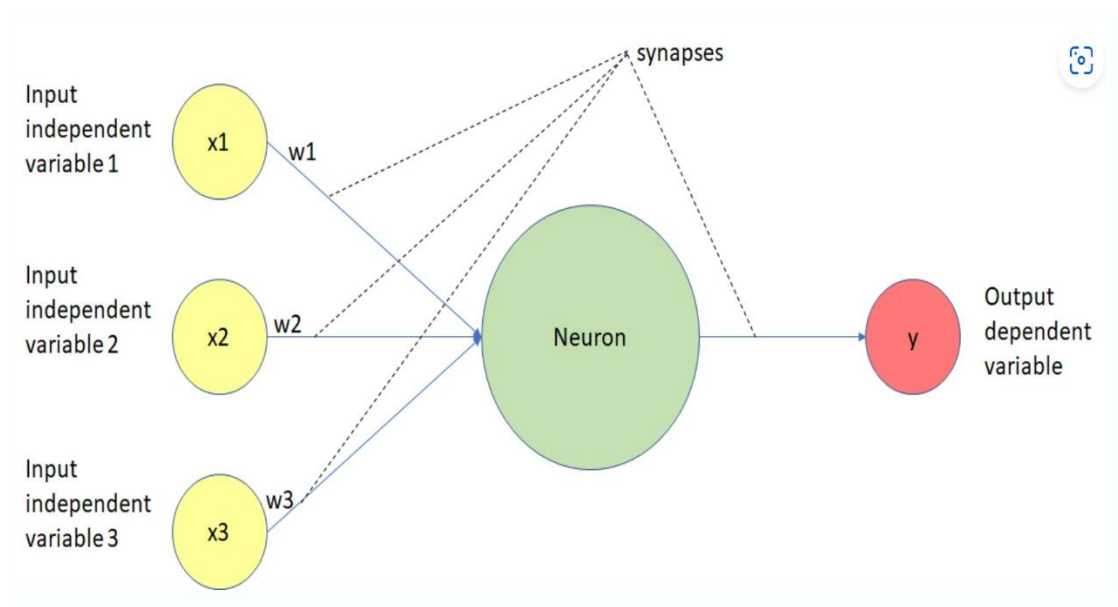 synapses
Input
independent
variable 1
x1
w1
Input
independent
variable 2
x2
w2
Neuron
y
Output
dependent
variable
Input
independent
variable 3
x3
w3